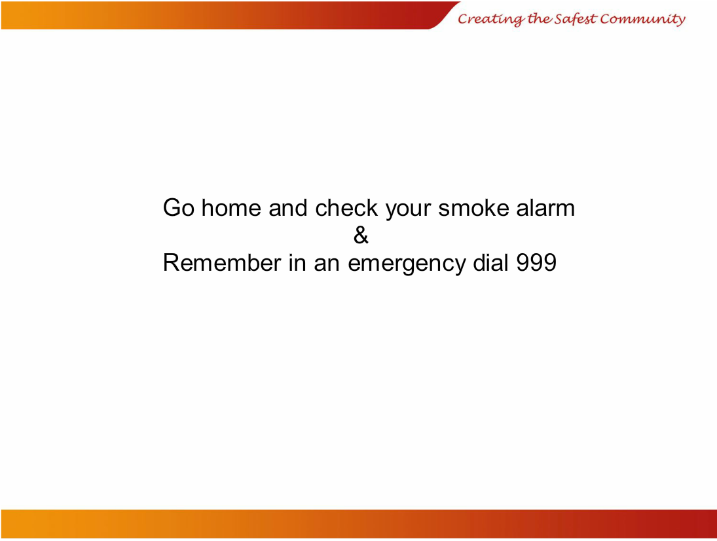 Creating the Safest Community
Go home and check your smoke alarm
&
Remember in an emergency dial 999